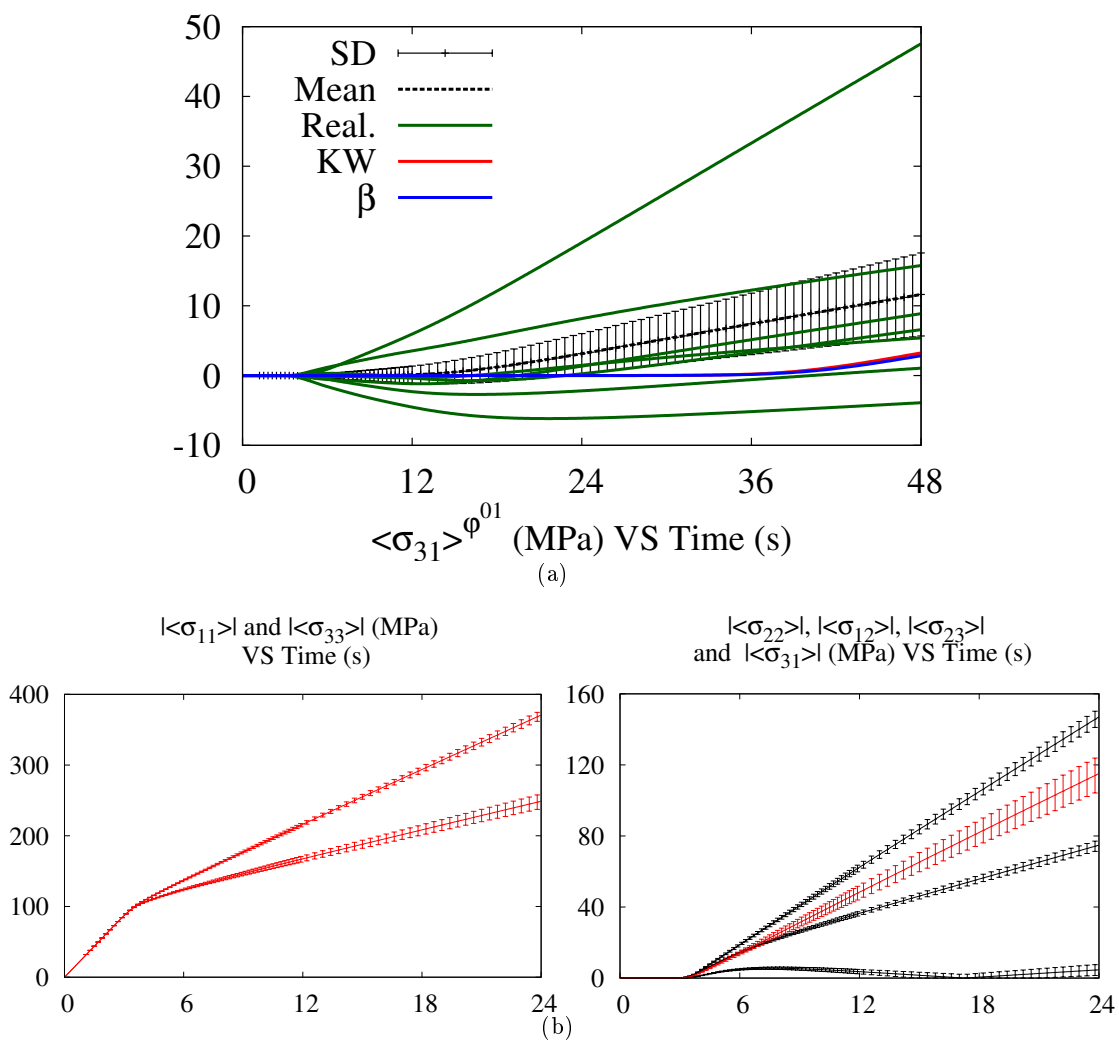 50
40
30
20
10
0
-10
SD
Mean
Real.
KW
β
0 12 24 36 48
<σ31>^φ^01 (MPa) VS Time (s)
(a)
|<σ11>| and |<σ33>| (MPa)
VS Time (s)
400
300
200
100
0
0 6 12 18 24
|<σ22>|, |<σ12>|, |<σ23>|
and |<σ31>| (MPa) VS Time (s)
160
120
80
40
0
0 6 12 18 24
(b)